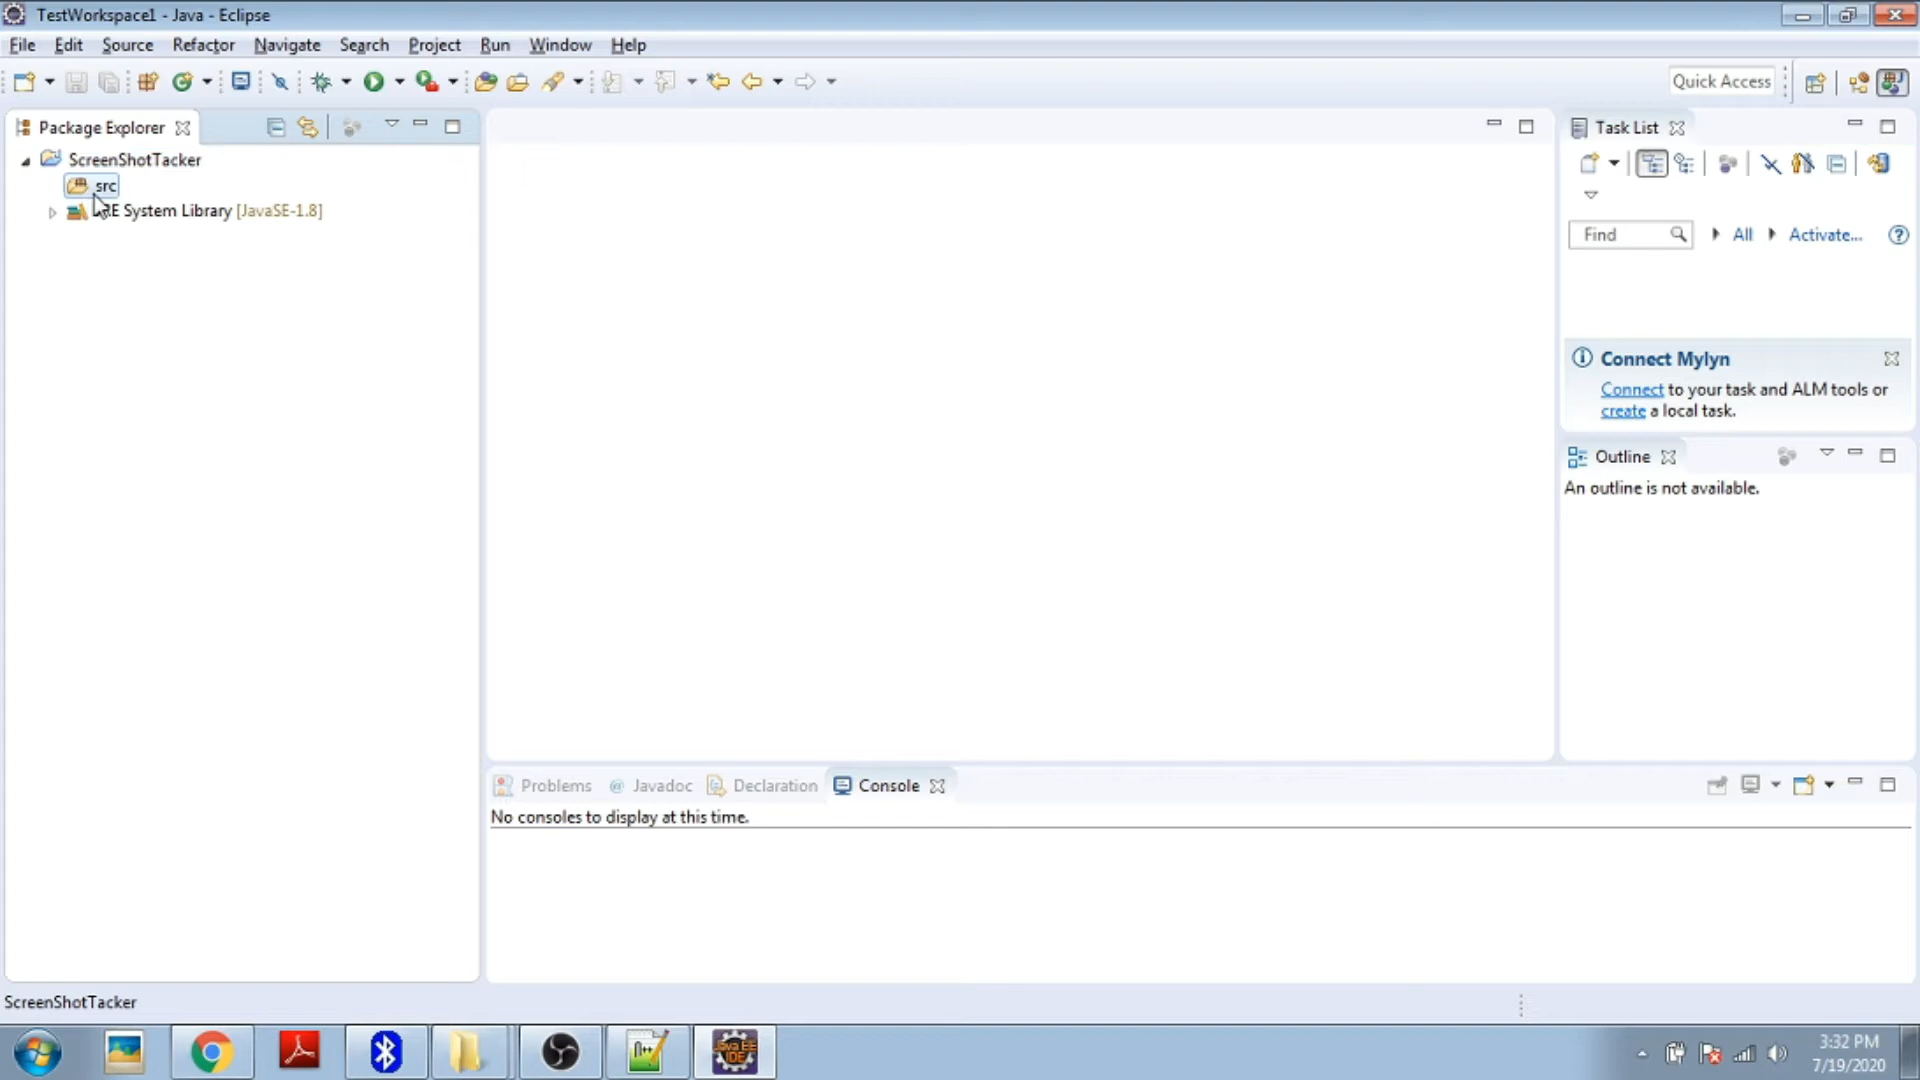 TestWorkspace1 - Java - Eclipse
File Edit Source Refactor Navigate Search Project Run Window Help
Quick Access
Package Explorer
ScreenShotTacker
src
System Library [JavaSE-1.8]
Task List
Find
All
Activate...
Connect Mylyn
Connect to your task and ALM tools or
create a local task.
Outline
An outline is not available.
Problems @ Javadoc Declaration Console
No consoles to display at this time.
ScreenShotTacker
Java EE
IDE
3:32 PM
7/19/2020